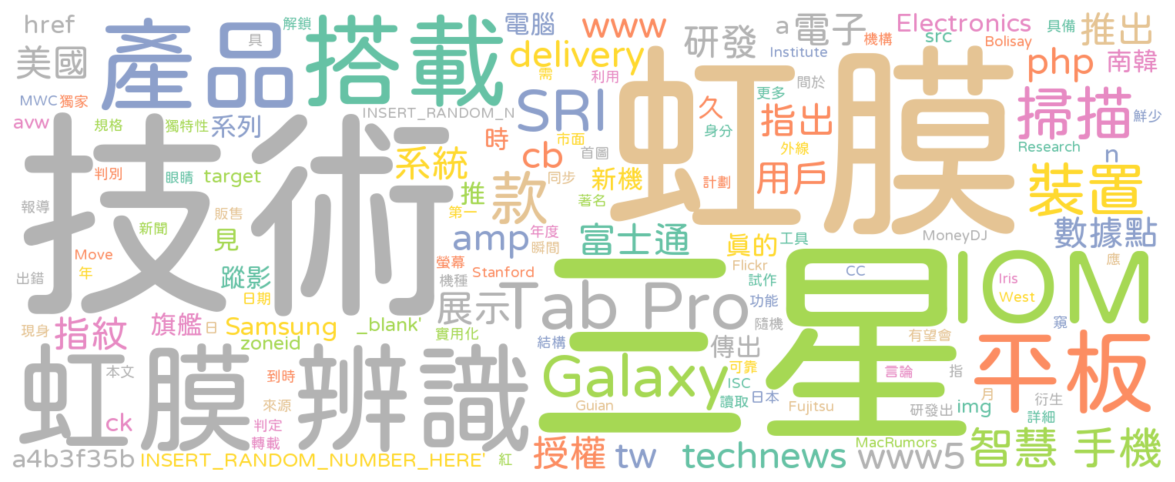 href
美國
產品
搭載
解鎖
具
電腦
www
delivery
研發
a
電子
Electronics
src
機構
Institute
Bolisay
具備
推出
php
南韓
MWC
獨家
avw
規格
獨特性
系列
INSERT_RANDOM_N
需
利用
SRI
虹膜
久
更多
身分
指出
間於
掃描
鮮少
Research
技術
時
市面
外線
系統
cb
首圖
n
判別
眼睛
target
推
款
同步
新機
計劃
用戶
裝置
第一
著名
報導
販售
新聞
見
amp
年度
瞬間
富士通
真的
工具
MoneyDJ
數據點
Move
年
蹤影
日期
螢幕
機種
Stanford
三星
Flickr
試作
CC
IOM
Iris
West
應
窺
出錯
展示
Tab Pro
功能
隨機
現身
指紋
旗艦
日
Samsung
zoneid
_blank'
實用化
結構
傳出
有望會
平板
虹膜辨識
本文
到時
Galaxy
可靠
ISC
讀取
日本
言論
指
月
衍生
來源
Guian
Fujitsu
研發出
img
詳細
ck
判定
轉載
MacRumors
智慧
手機
a4b3f35b
INSERT_RANDOM_NUMBER_HERE'
紅
授權
tw
technews
www5